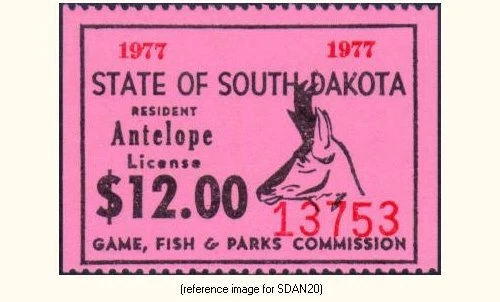 1977 1977
STATE OF SOUTH DAKOTA
RESIDENT
Antelope
License
$12.00
13753
GAME, FISH & PARKS COMMISSION
(reference image for SDAN20)